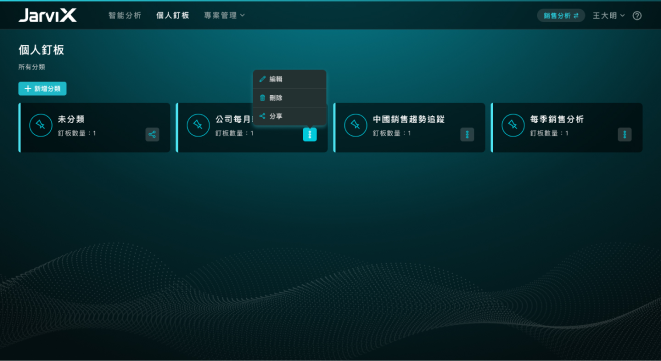 JarviX
智能分析
個人釘板
專案管理
銷售分析
王大明
個人釘板
所有分類
+ 新增分類
編輯
刪除
分享
未分類
釘板數量：1
公司每月
釘板數量：1
中國銷售趨勢追蹤
釘板數量：1
每季銷售分析
釘板數量：1